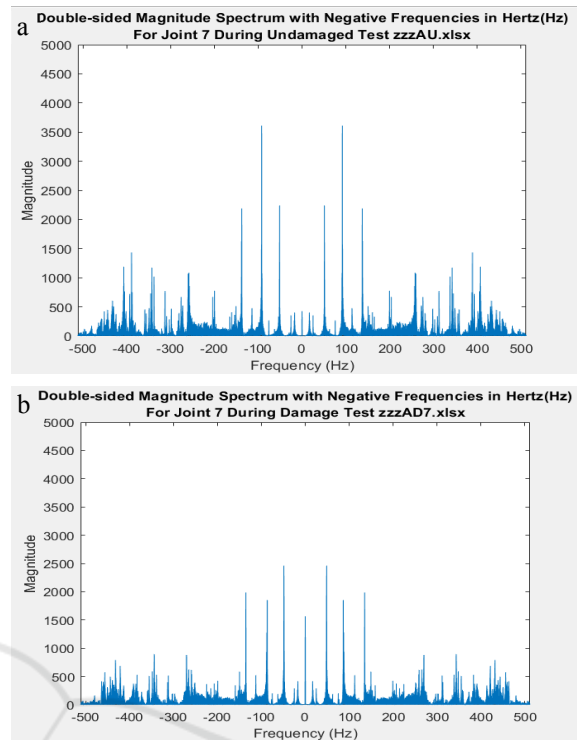 a
Double-sided Magnitude Spectrum with Negative Frequencies in Hertz(Hz)
For Joint 7 During Undamaged Test zzzAU.xlsx
5000
4500
4000
3500
3000
2500
2000
1500
1000
500
0
Magnitude
-500 -400 -300 -200 -100 0 100 200 300 400 500
Frequency (Hz)
b
Double-sided Magnitude Spectrum with Negative Frequencies in Hertz(Hz)
For Joint 7 During Damage Test zzzAD7.xlsx
5000
4500
4000
3500
3000
2500
2000
1500
1000
500
0
Magnitude
-500 -400 -300 -200 -100 0 100 200 300 400 500
Frequency (Hz)